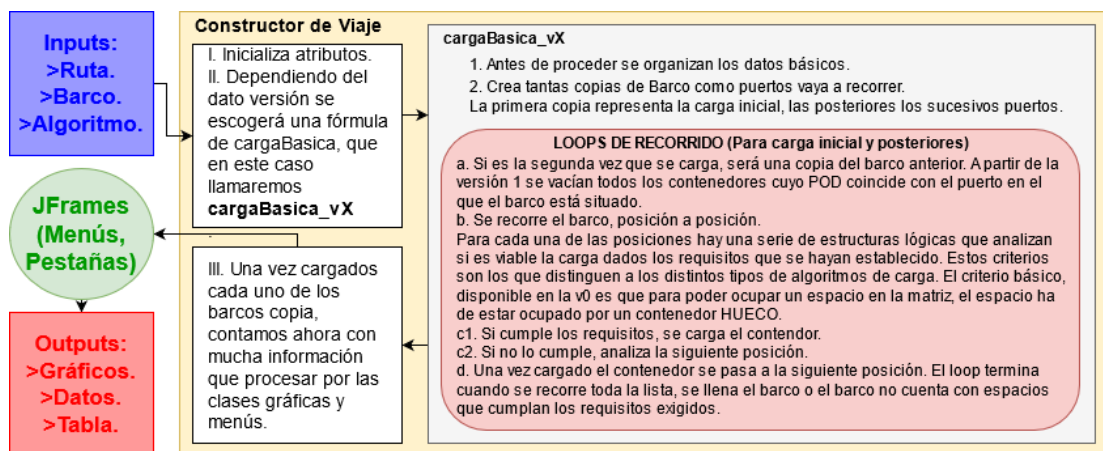 Inputs:
>Ruta.
>Barco.
>Algoritmo.
JFrames
(Menús,
Pestañas)
Outputs:
>Gráficos.
>Datos.
>Tabla.
Constructor de Viaje
I. Inicializa atributos.
II. Dependiendo del
dato versión se
escogerá una fórmula
de cargaBasica, que
en este caso
llamaremos
cargaBasica_vX
.
III. Una vez cargados
cada uno de los
barcos copia,
contamos ahora con
mucha información
que procesar por las
clases gráficas y
menús.
cargaBasica_vX
1. Antes de proceder se organizan los datos básicos.
2. Crea tantas copias de Barco como puertos vaya a recorrer.
La primera copia representa la carga inicial, las posteriores los sucesivos puertos.
LOOPS DE RECORRIDO (Para carga inicial y posteriores)
a. Si es la segunda vez que se carga, será una copia del barco anterior. A partir de la
versión 1 se vacían todos los contenedores cuyo POD coincide con el puerto en el
que el barco está situado.
b. Se recorre el barco, posición a posición.
Para cada una de las posiciones hay una serie de estructuras lógicas que analizan
si es viable la carga dados los requisitos que se hayan establecido. Estos criterios
son los que distinguen a los distintos tipos de algoritmos de carga. El criterio básico,
disponible en la v0 es que para poder ocupar un espacio en la matriz, el espacio ha
de estar ocupado por un contenedor HUECO.
c1. Si cumple los requisitos, se carga el contendor.
c2. Si no lo cumple, analiza la siguiente posición.
d. Una vez cargado el contenedor se pasa a la siguiente posición. El loop termina
cuando se recorre toda la lista, se llena el barco o el barco no cuenta con espacios
que cumplan los requisitos exigidos.